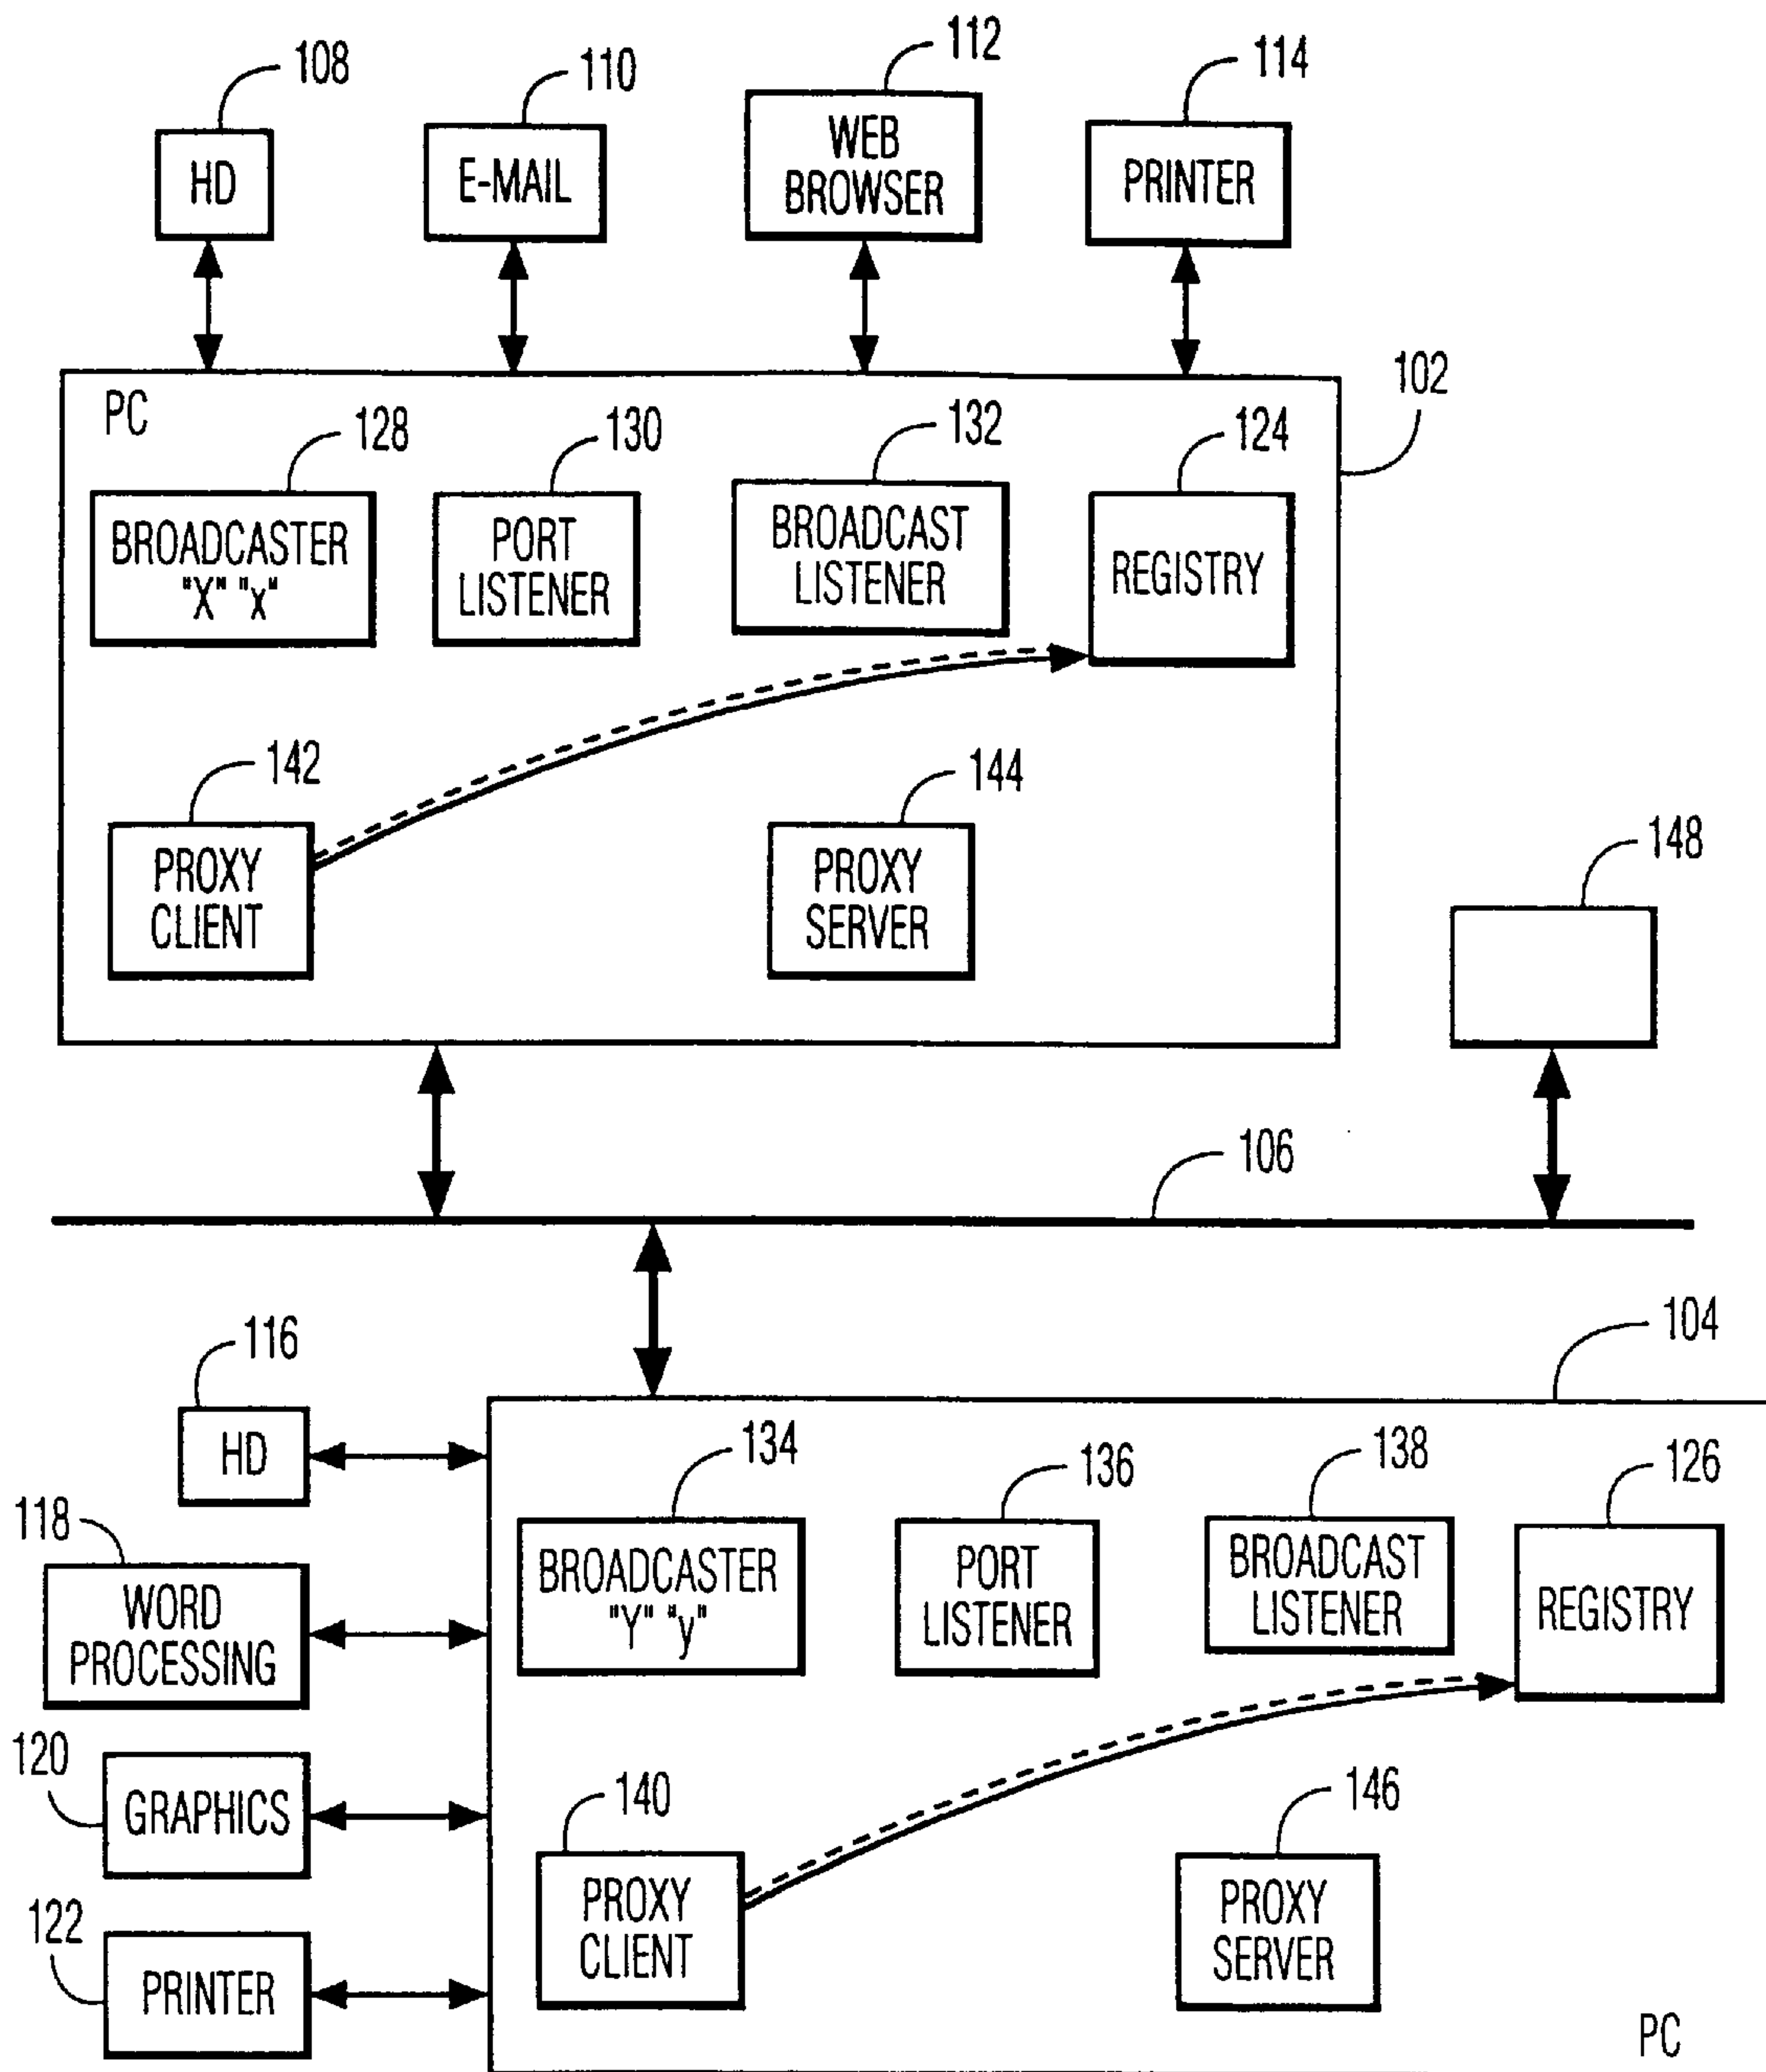 108
110
112
114
HD
E-MAIL
WEB
BROWSER
PRINTER
102
PC
128
130
132
124
BROADCASTER
"X" "x"
PORT
LISTENER
BROADCAST
LISTENER
REGISTRY
142
144
PROXY
CLIENT
PROXY
SERVER
148
106
104
116
HD
118
WORD
PROCESSING
120
GRAPHICS
122
PRINTER
134
136
138
126
BROADCASTER
"Y" "y"
PORT
LISTENER
BROADCAST
LISTENER
REGISTRY
140
146
PROXY
CLIENT
PROXY
SERVER
PC